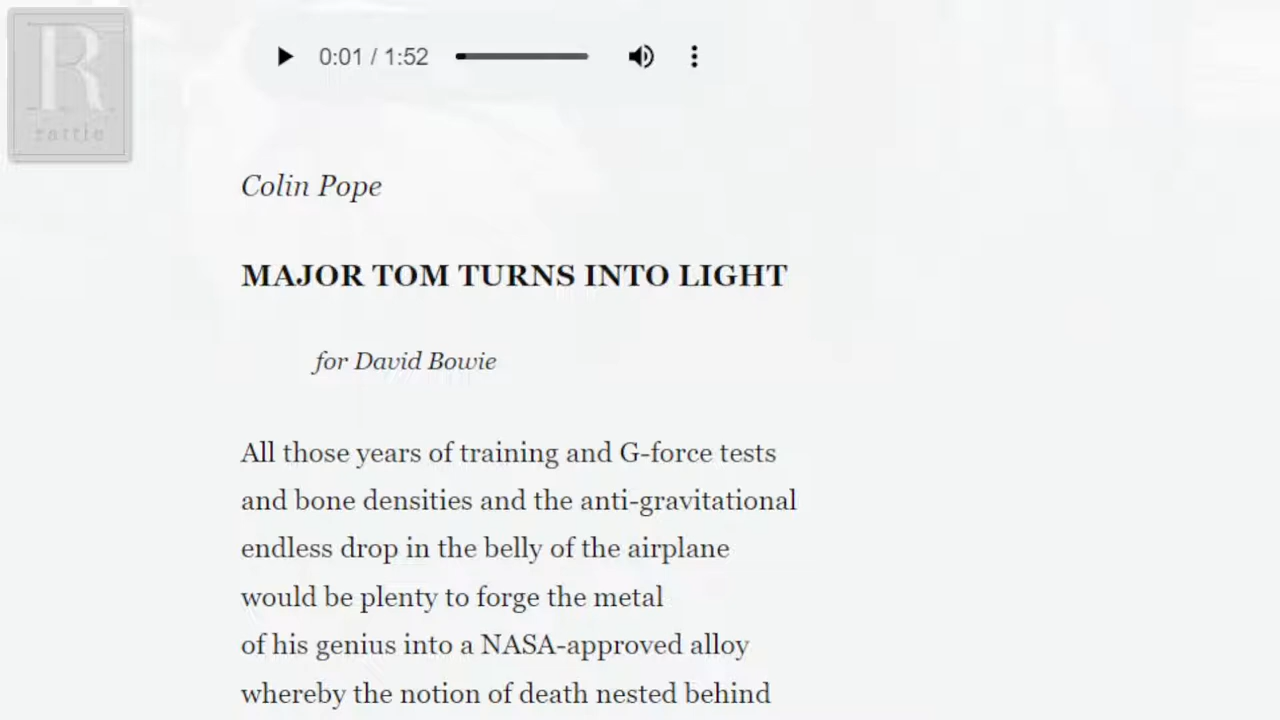 R
rattle
0:01 / 1:52
Colin Pope
MAJOR TOM TURNS INTO LIGHT
for David Bowie
All those years of training and G-force tests
and bone densities and the anti-gravitational
endless drop in the belly of the airplane
would be plenty to forge the metal
of his genius into a NASA-approved alloy
whereby the notion of death nested behind